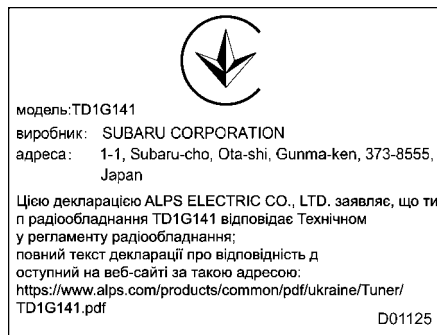 модель:TD1G141
виробник: SUBARU CORPORATION
адреса: 1-1, Subaru-cho, Ota-shi, Gunma-ken, 373-8555,
Japan
Цією декларацією ALPS ELECTRIC CO., LTD. заявляє, що ти
п радіообладнання TD1G141 відповідає Технічном
у регламенту радіообладнання;
повний текст декларації про відповідність д
оступний на веб-сайті за такою адресою:
https://www.alps.com/products/common/pdf/ukraine/Tuner/
TD1G141.pdf
D01125